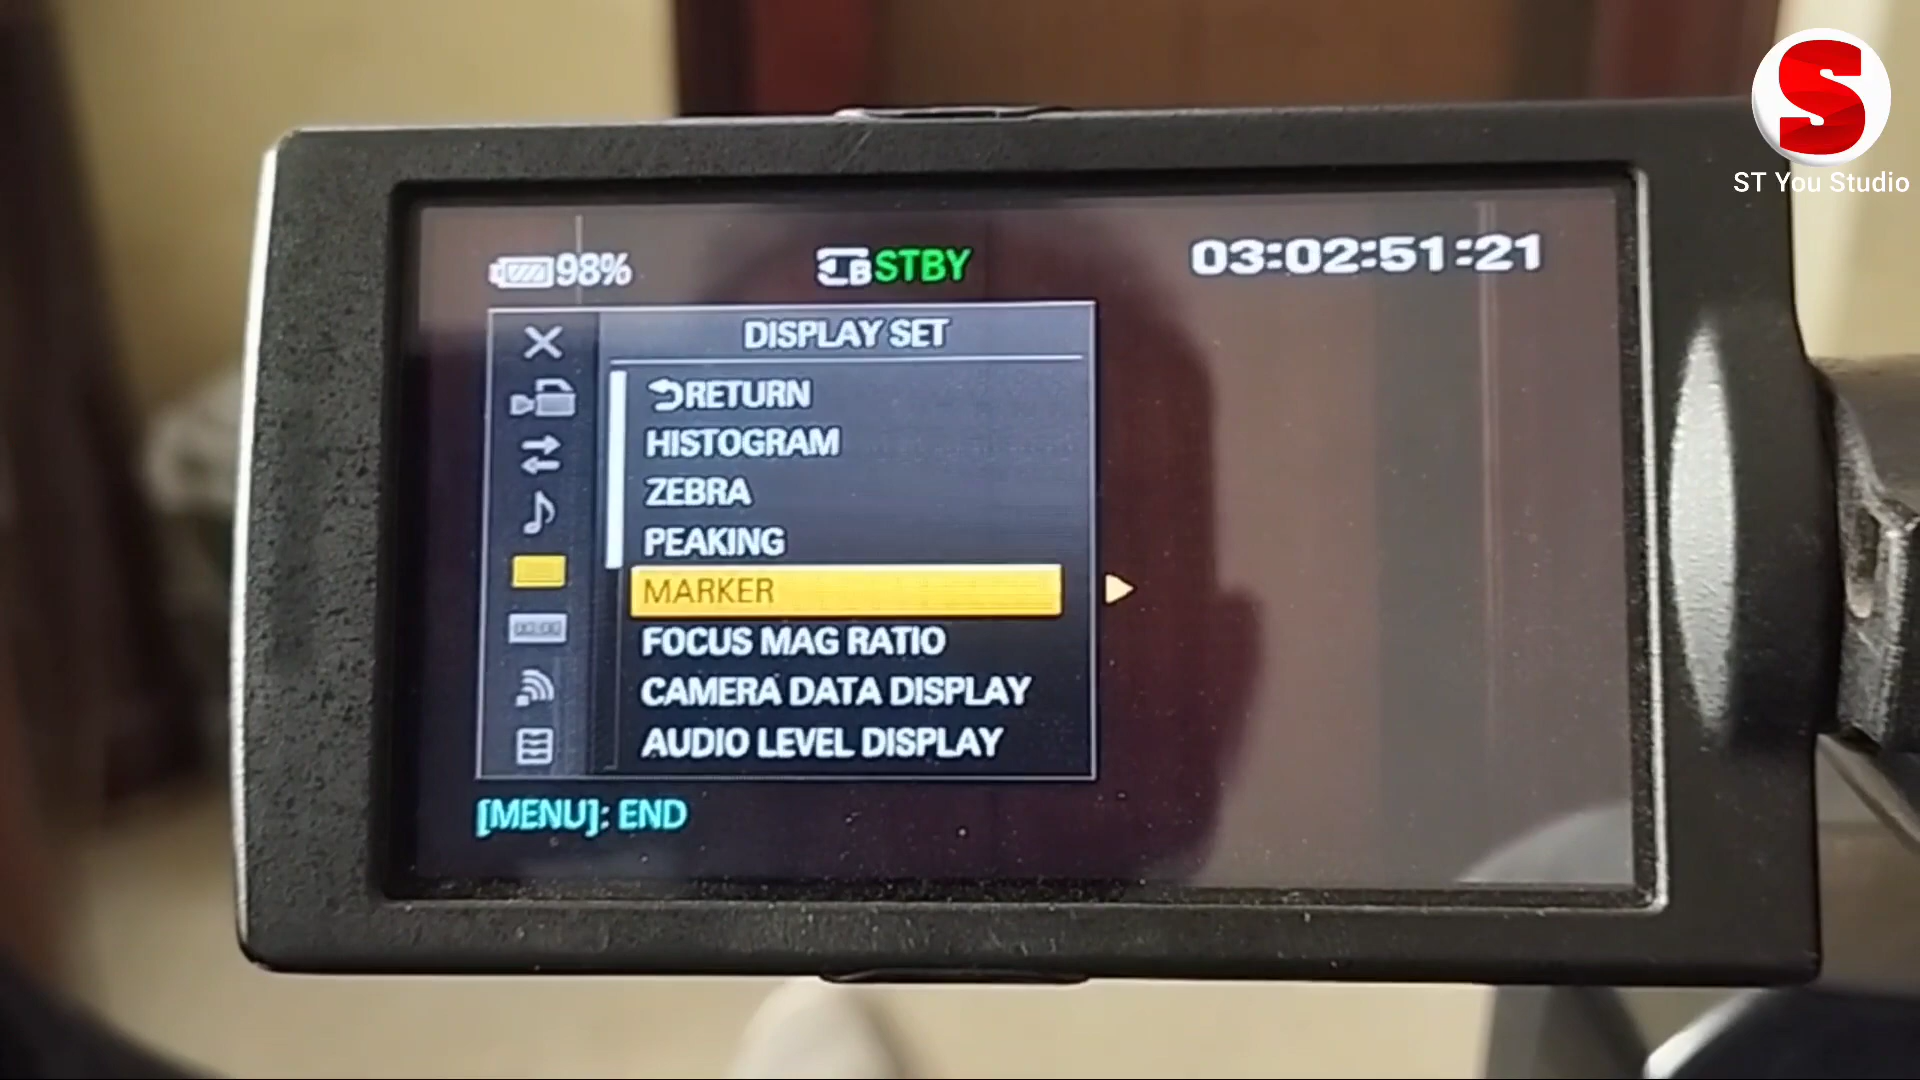 S
ST You Studio
98%
B STBY
03:02:51:21
DISPLAY SET
RETURN
HISTOGRAM
ZEBRA
PEAKING
MARKER
FOCUS MAG RATIO
CAMERA DATA DISPLAY
AUDIO LEVEL DISPLAY
[MENU]: END